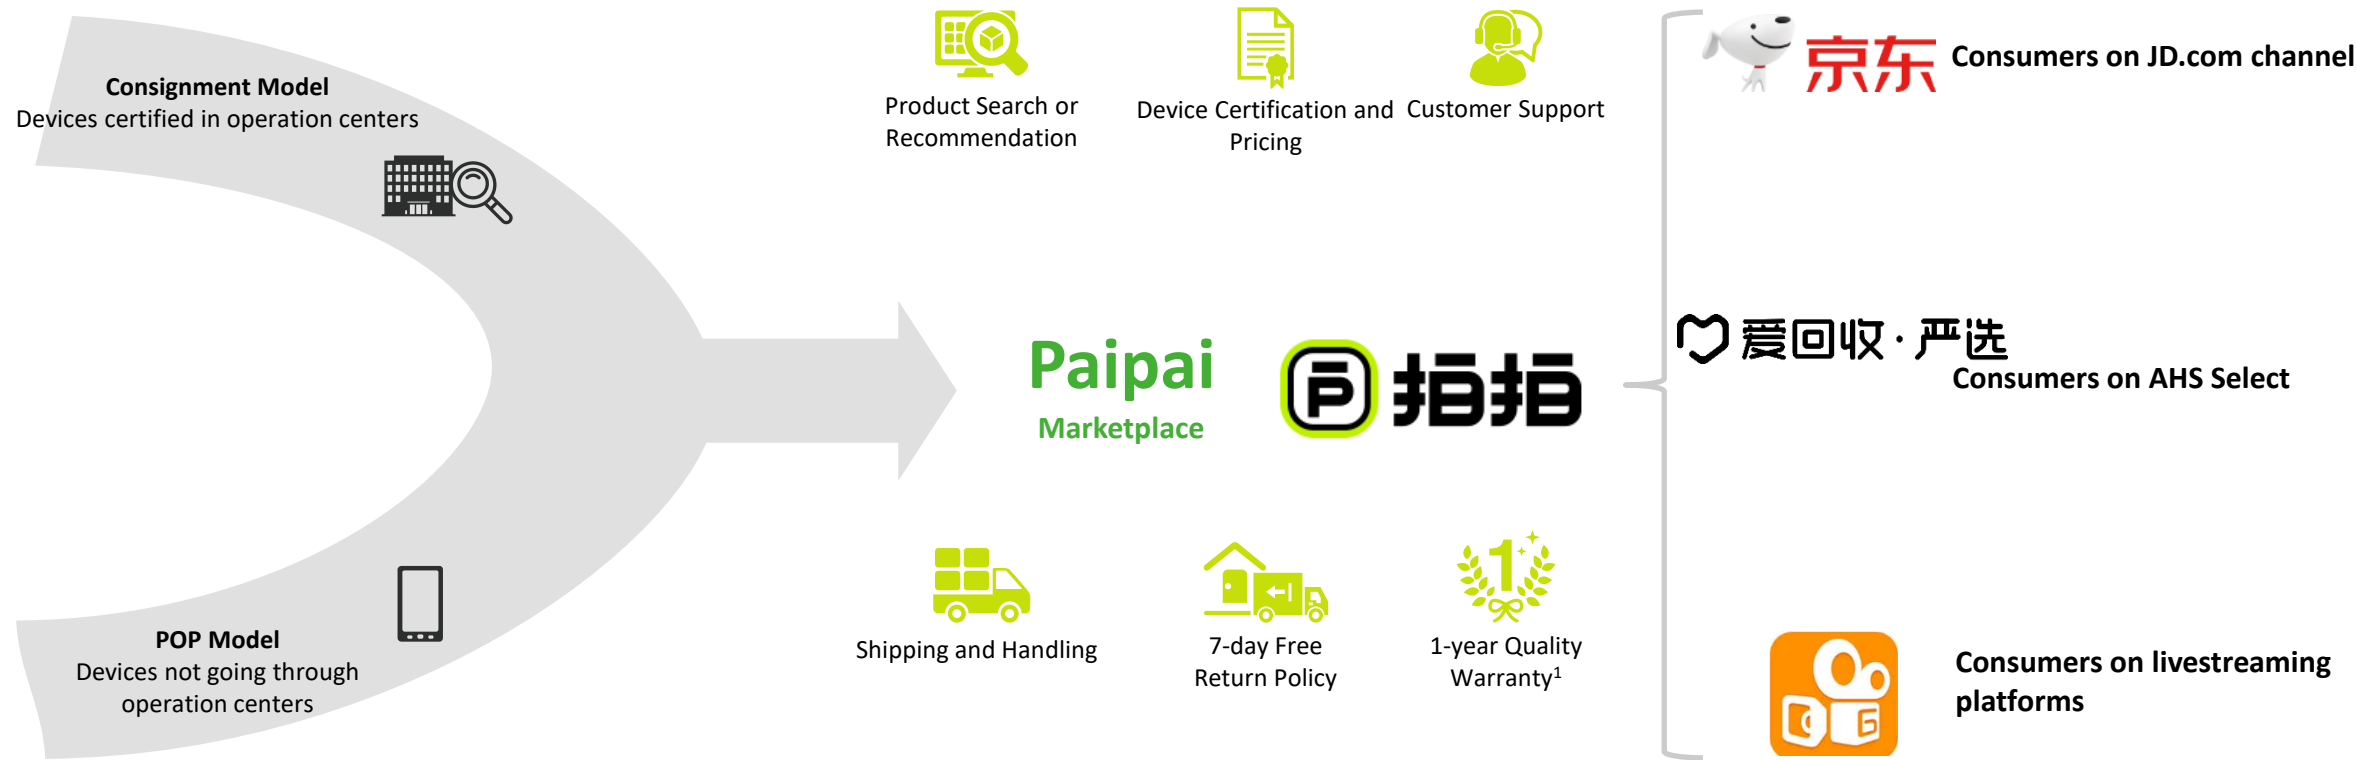 Consignment Model
Devices certified in operation centers
POP Model
Devices not going through
operation centers
Product Search or
Recommendation
Device Certification and
Pricing
Customer Support
Paipai
Marketplace
拍拍
Shipping and Handling
7-day Free
Return Policy
1
1-year Quality
Warranty¹
京东
Consumers on JD.com channel
爱回收·严选
Consumers on AHS Select
Consumers on livestreaming
platforms